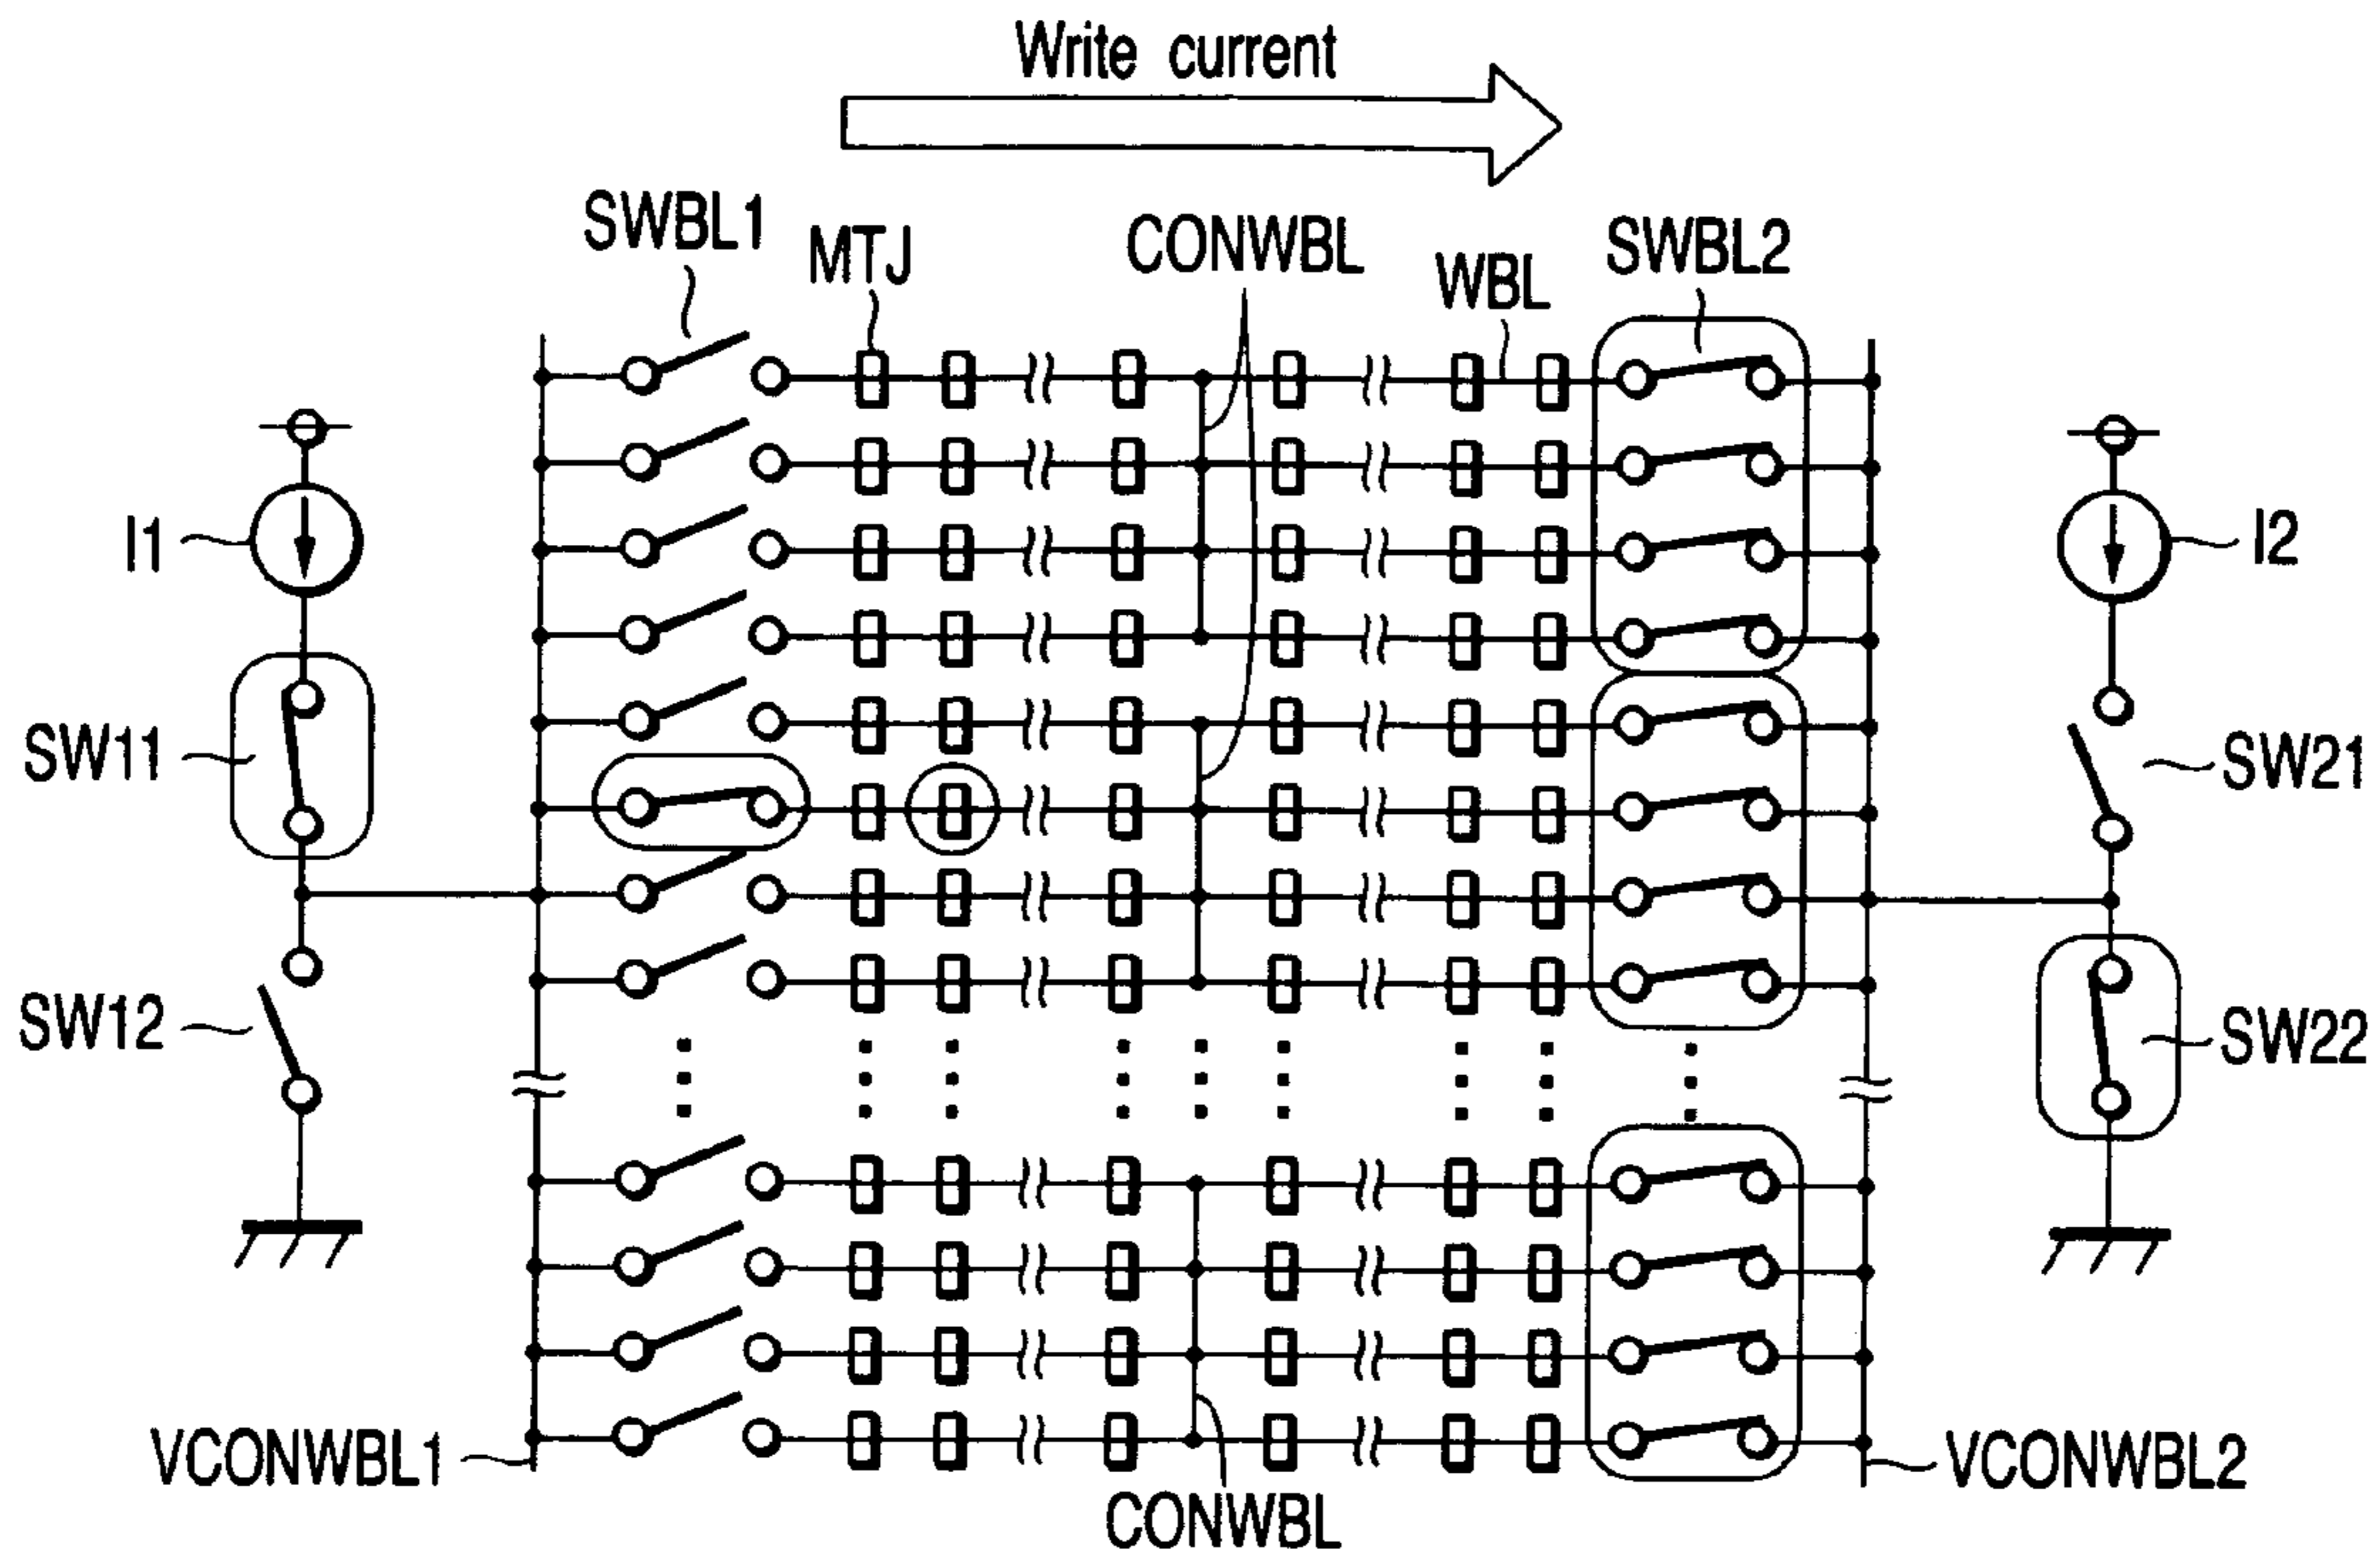 Write current
SWBL1
MTJ
CONWBL
WBL
SWBL2
I1
I2
SW11
SW21
SW12
SW22
VCONWBL1
CONWBL
VCONWBL2